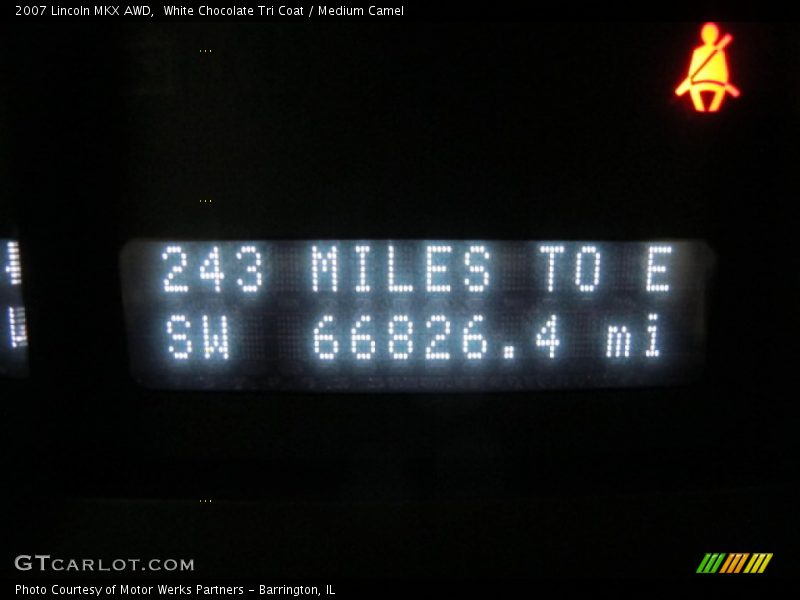 2007 Lincoln MKX AWD,  White Chocolate Tri Coat / Medium Camel
243 MILES TO E
SW 66826.4 mi
GTCARLOT.COM
Photo Courtesy of Motor Werks Partners - Barrington, IL